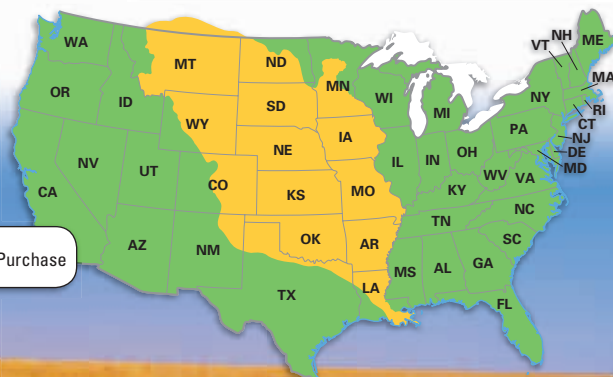 WA
MT
ND
MN
OR
ID
SD
WI
MI
VT
NH
ME
NY
MA
RI
CT
NJ
DE
MD
WY
IA
NE
PA
NV
UT
CO
IL
IN
OH
WV
VA
CA
KS
MO
KY
NC
TN
AZ
NM
OK
AR
SC
MS
AL
GA
TX
LA
FL
Purchase